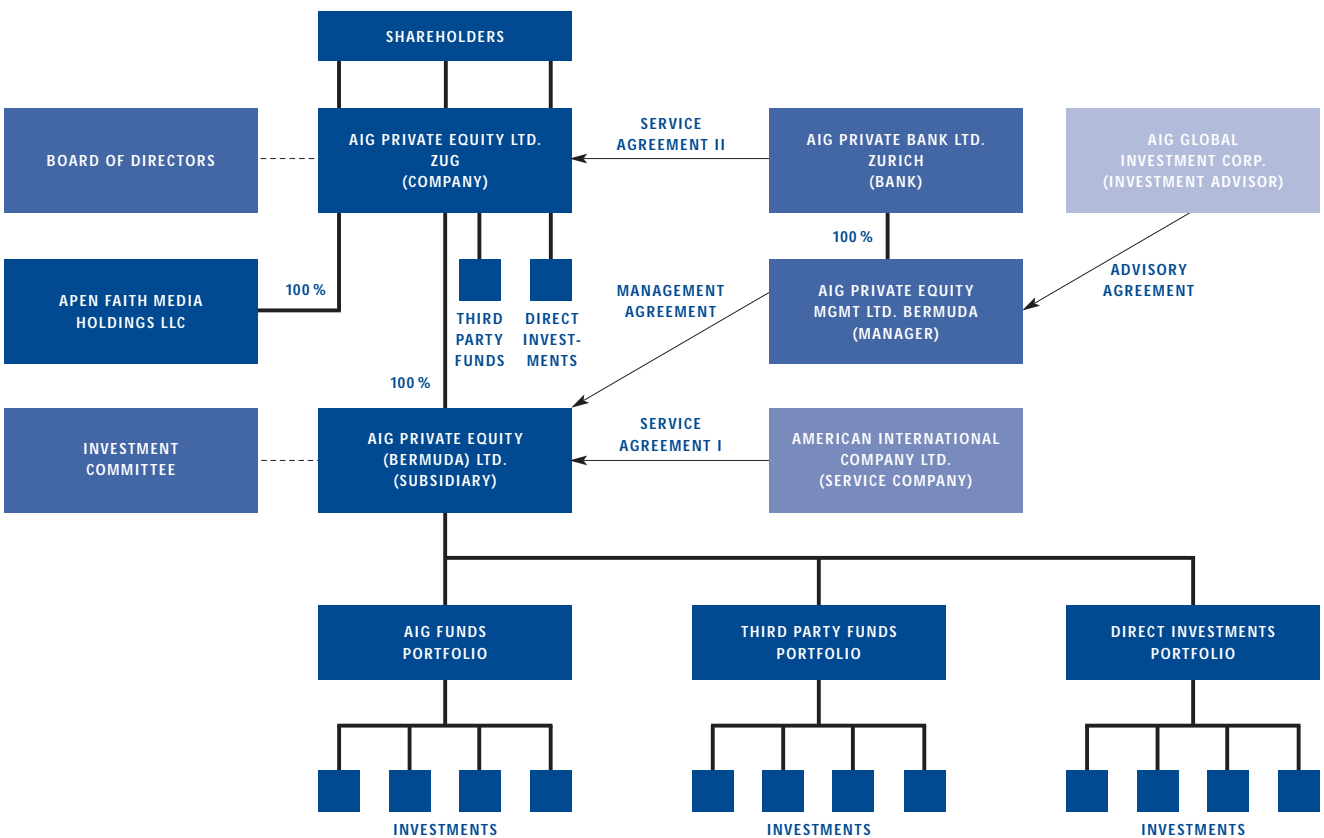 SHAREHOLDERS
BOARD OF DIRECTORS
AIG PRIVATE EQUITY LTD.
ZUG
(COMPANY)
SERVICE
AGREEMENT II
AIG PRIVATE BANK LTD.
ZURICH
(BANK)
AIG GLOBAL
INVESTMENT CORP.
(INVESTMENT ADVISOR)
100 %
APEN FAITH MEDIA
HOLDINGS LLC
100 %
THIRD
PARTY
FUNDS
DIRECT
INVEST-
MENTS
MANAGEMENT
AGREEMENT
AIG PRIVATE EQUITY
MGMT LTD. BERMUDA
(MANAGER)
ADVISORY
AGREEMENT
100 %
INVESTMENT
COMMITTEE
AIG PRIVATE EQUITY
(BERMUDA) LTD.
(SUBSIDIARY)
SERVICE
AGREEMENT I
AMERICAN INTERNATIONAL
COMPANY LTD.
(SERVICE COMPANY)
AIG FUNDS
PORTFOLIO
THIRD PARTY FUNDS
PORTFOLIO
DIRECT INVESTMENTS
PORTFOLIO
INVESTMENTS
INVESTMENTS
INVESTMENTS